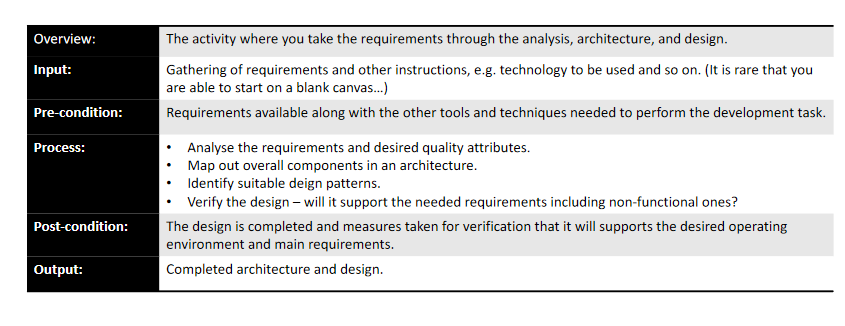 Overview: The activity where you take the requirements through the analysis, architecture, and design.
Input: Gathering of requirements and other instructions, e.g. technology to be used and so on. (It is rare that you
are able to start on a blank canvas…)
Pre-condition: Requirements available along with the other tools and techniques needed to perform the development task.
Process: • Analyse the requirements and desired quality attributes.
• Map out overall components in an architecture.
• Identify suitable deign patterns.
• Verify the design – will it support the needed requirements including non-functional ones?
Post-condition: The design is completed and measures taken for verification that it will supports the desired operating
environment and main requirements.
Output: Completed architecture and design.